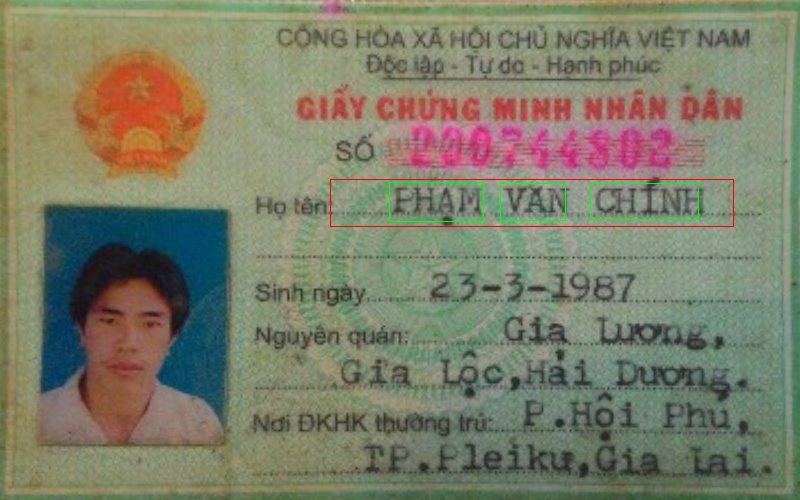 CỘNG HÒA XÃ HỘI CHỦ NGHĨA VIỆT NAM
Độc lập - Tự do - Hạnh phúc
GIẤY CHỨNG MINH NHÂN DÂN
SỐ 230744802
Họ tên: PHẠM VĂN CHÍNH
Sinh ngày 23-3-1987
Nguyên quán: Gia Lương,
Gia Lộc, Hải Dương.
Nơi ĐKHK thường trú: P.Hội Phú,
TP.Pleiku, Gia Lai.